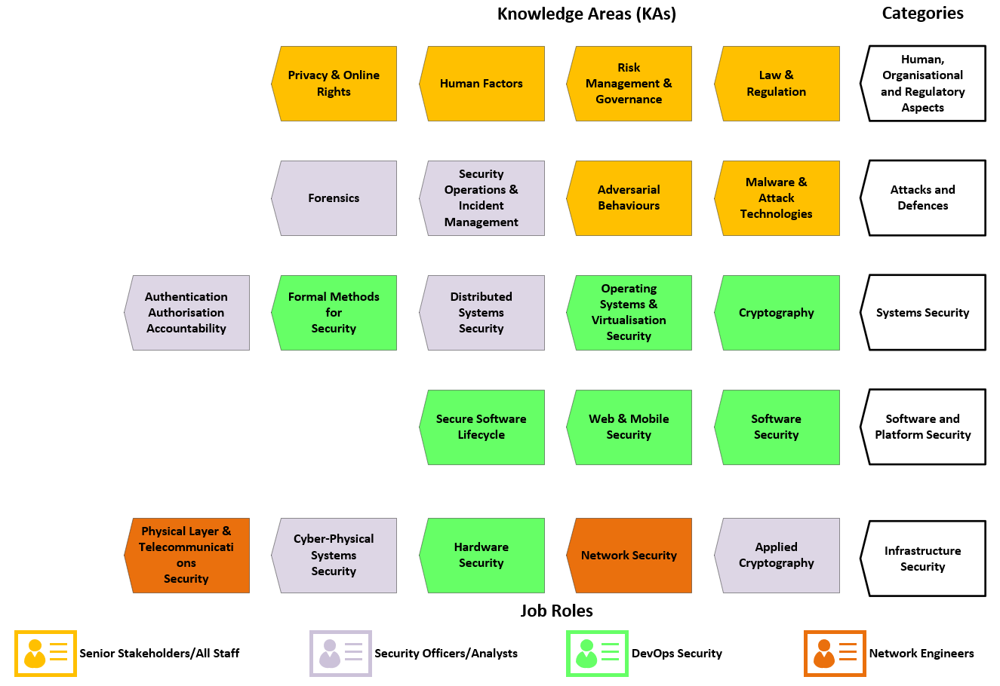 Knowledge Areas (KAs)
Categories
Privacy & Online
Rights
Human Factors
Risk
Management &
Governance
Law &
Regulation
Human,
Organisational
and Regulatory
Aspects
Forensics
Security
Operations &
Incident
Management
Adversarial
Behaviours
Malware &
Attack
Technologies
Attacks and
Defences
Authentication
Authorisation
Accountability
Formal Methods
for
Security
Distributed
Systems
Security
Operating
Systems &
Virtualisation
Security
Cryptography
Systems Security
Secure Software
Lifecycle
Web & Mobile
Security
Software
Security
Software and
Platform Security
Physical Layer &
Telecommunicati
ons
Security
Cyber-Physical
Systems
Security
Hardware
Security
Network Security
Applied
Cryptography
Infrastructure
Security
Job Roles
Senior Stakeholders/All Staff
Security Officers/Analysts
DevOps Security
Network Engineers